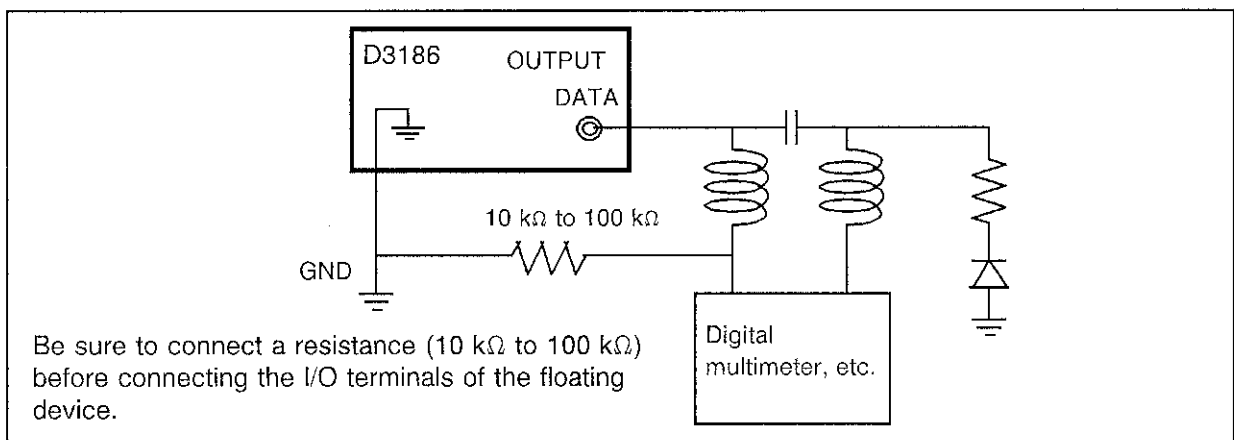 D3186
OUTPUT
DATA
10 kΩ to 100 kΩ
GND
Digital
multimeter, etc.
Be sure to connect a resistance (10 kΩ to 100 kΩ)
before connecting the I/O terminals of the floating
device.